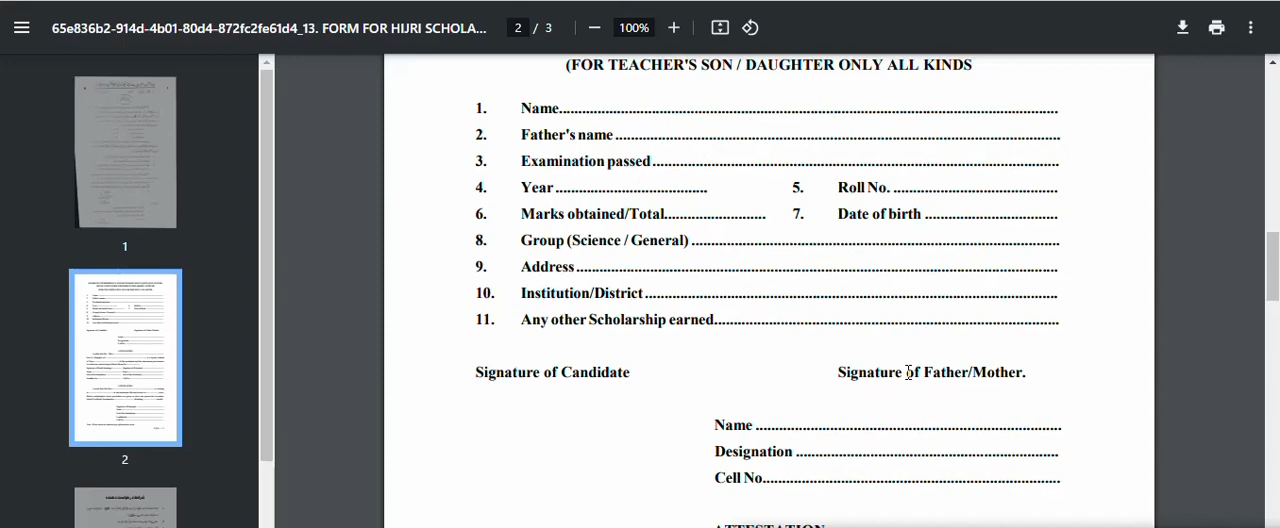 65e836b2-914d-4b01-80d4-872fc2fe61d4_13. FORM FOR HIJRI SCHOLA... 2 / 3 100%
(FOR TEACHER'S SON / DAUGHTER ONLY ALL KINDS
1. Name
2. Father's name
3. Examination passed
4. Year 5. Roll No.
6. Marks obtained/Total 7. Date of birth
8. Group (Science / General)
9. Address
10. Institution/District
11. Any other Scholarship earned
Signature of Candidate Signature of Father/Mother.
Name
Designation
Cell No
ATTESTATION
1
2